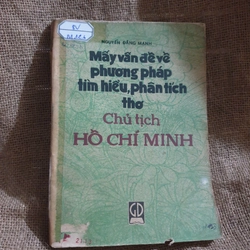 NGUYỄN ĐĂNG MẠNH
Mấy vấn đề về
phương pháp
tìm hiểu, phân tích
thơ
Chủ tịch
HỒ CHÍ MINH
GD